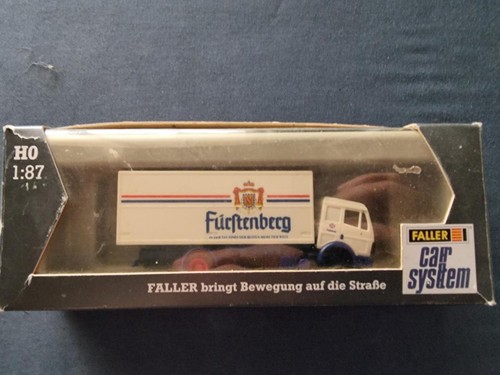 H0
1:87
Fürstenberg
FALLER
car
system
FALLER bringt Bewegung auf die Straße